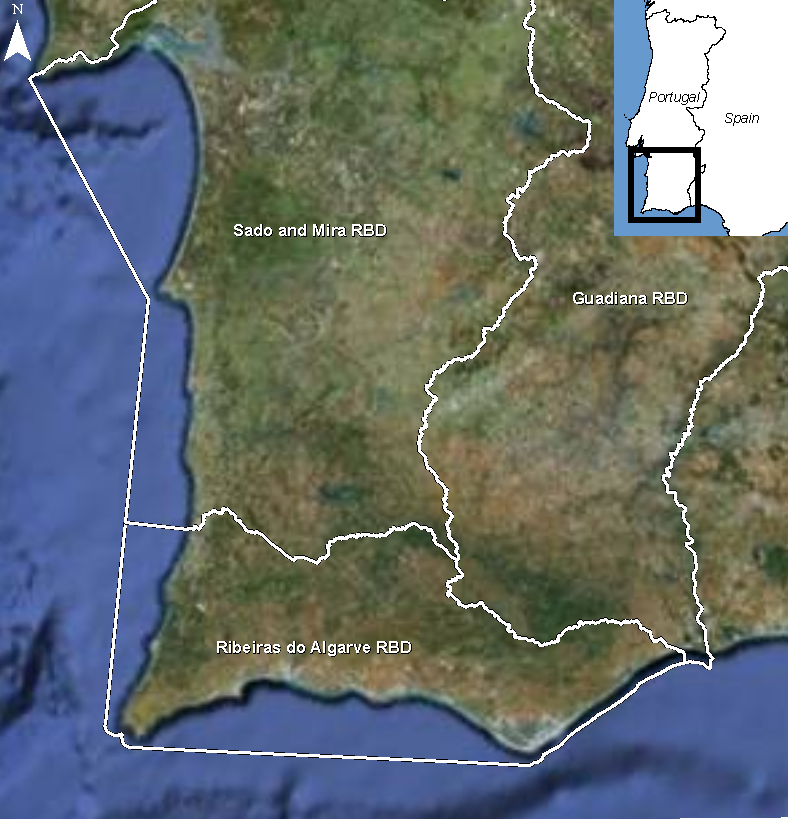 N
Portugal
Spain
Sado and Mira RBD
Guadiana RBD
Ribeiras do Algarve RBD